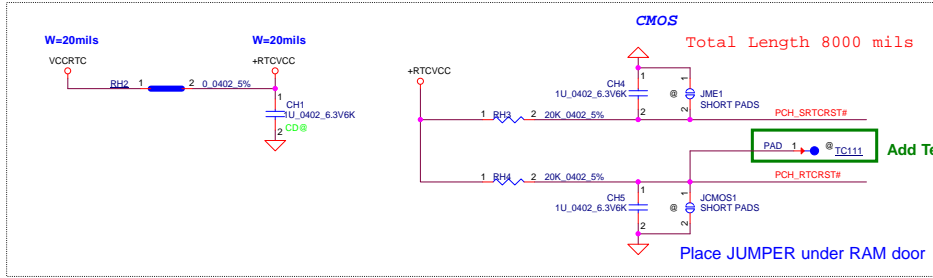 CMOS
Total Length 8000 mils
W=20mils
W=20mils
VCCRTC
+RTCVCC
RH2
1
2
0_0402_5%
1
CH1
1U_0402_6.3V6K
2
CD@
+RTCVCC
CH4
1U_0402_6.3V6K
1
2
@
1
2
JME1
SHORT PADS
1
RH3
2
20K_0402_5%
PCH_SRTCRST#
PAD
1
@
TC111
Add Te
1
RH4
2
20K_0402_5%
PCH_RTCRST#
CH5
1U_0402_6.3V6K
1
2
@
1
2
JCMOS1
SHORT PADS
Place JUMPER under RAM door